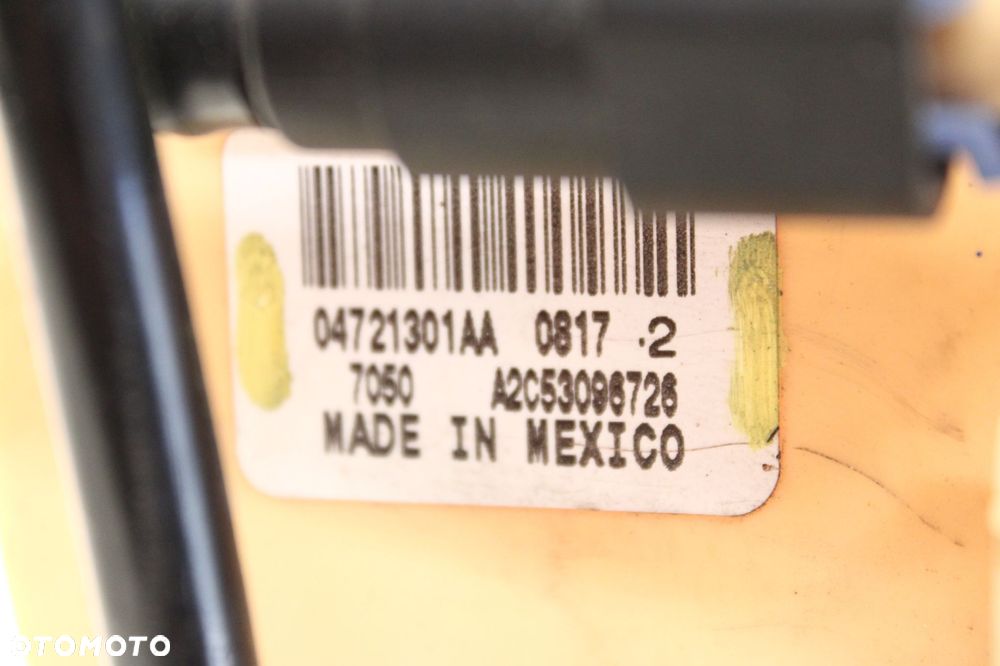 04721301AA 0817 .2
7050 A2C53096726
MADE IN MEXICO
OTOMOTO